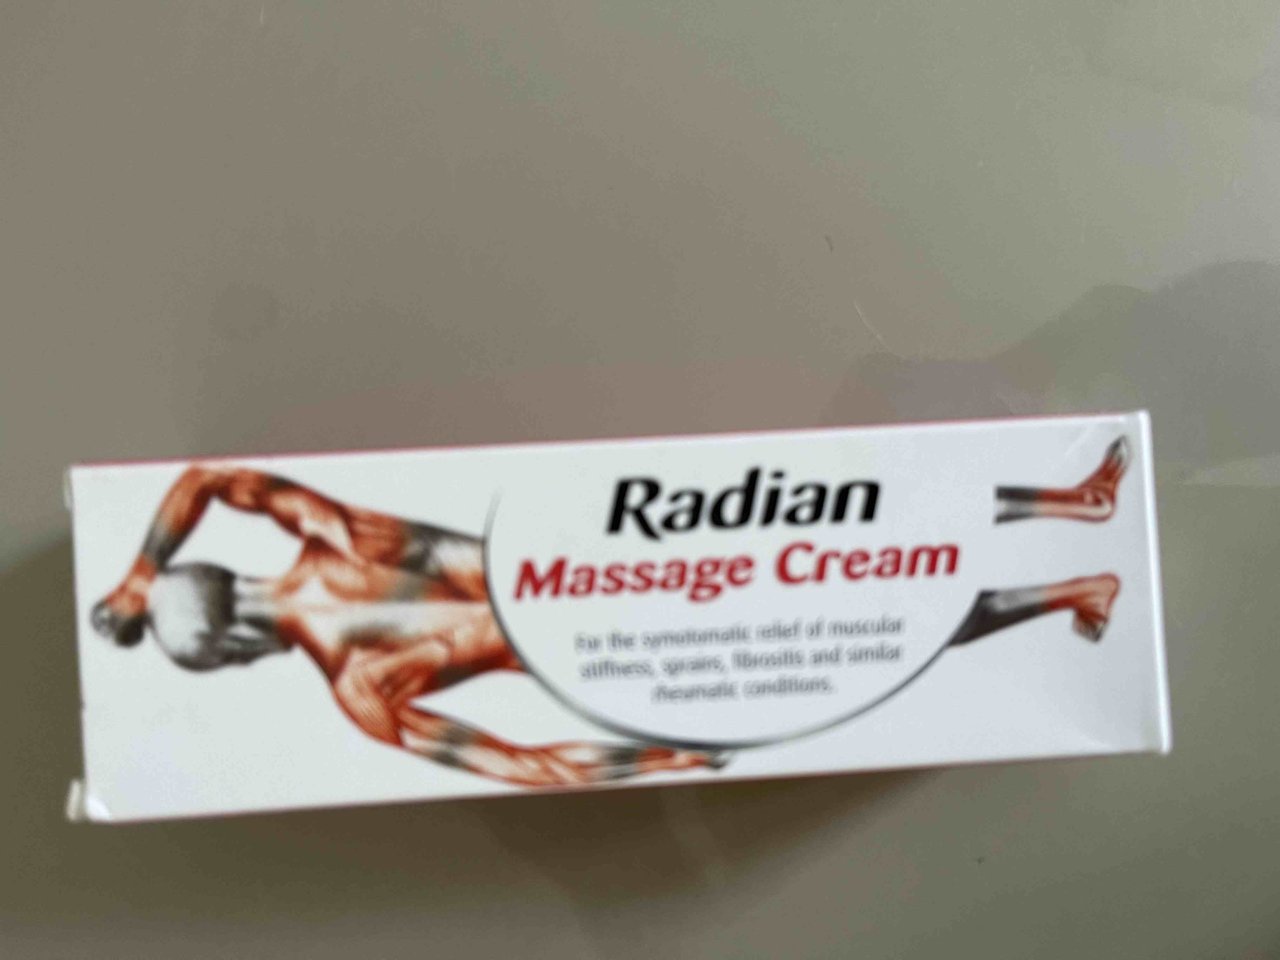 Radian
Massage Cream
For the symptomatic relief of muscular
stiffness, sprains, fibrositis and similar
rheumatic conditions.